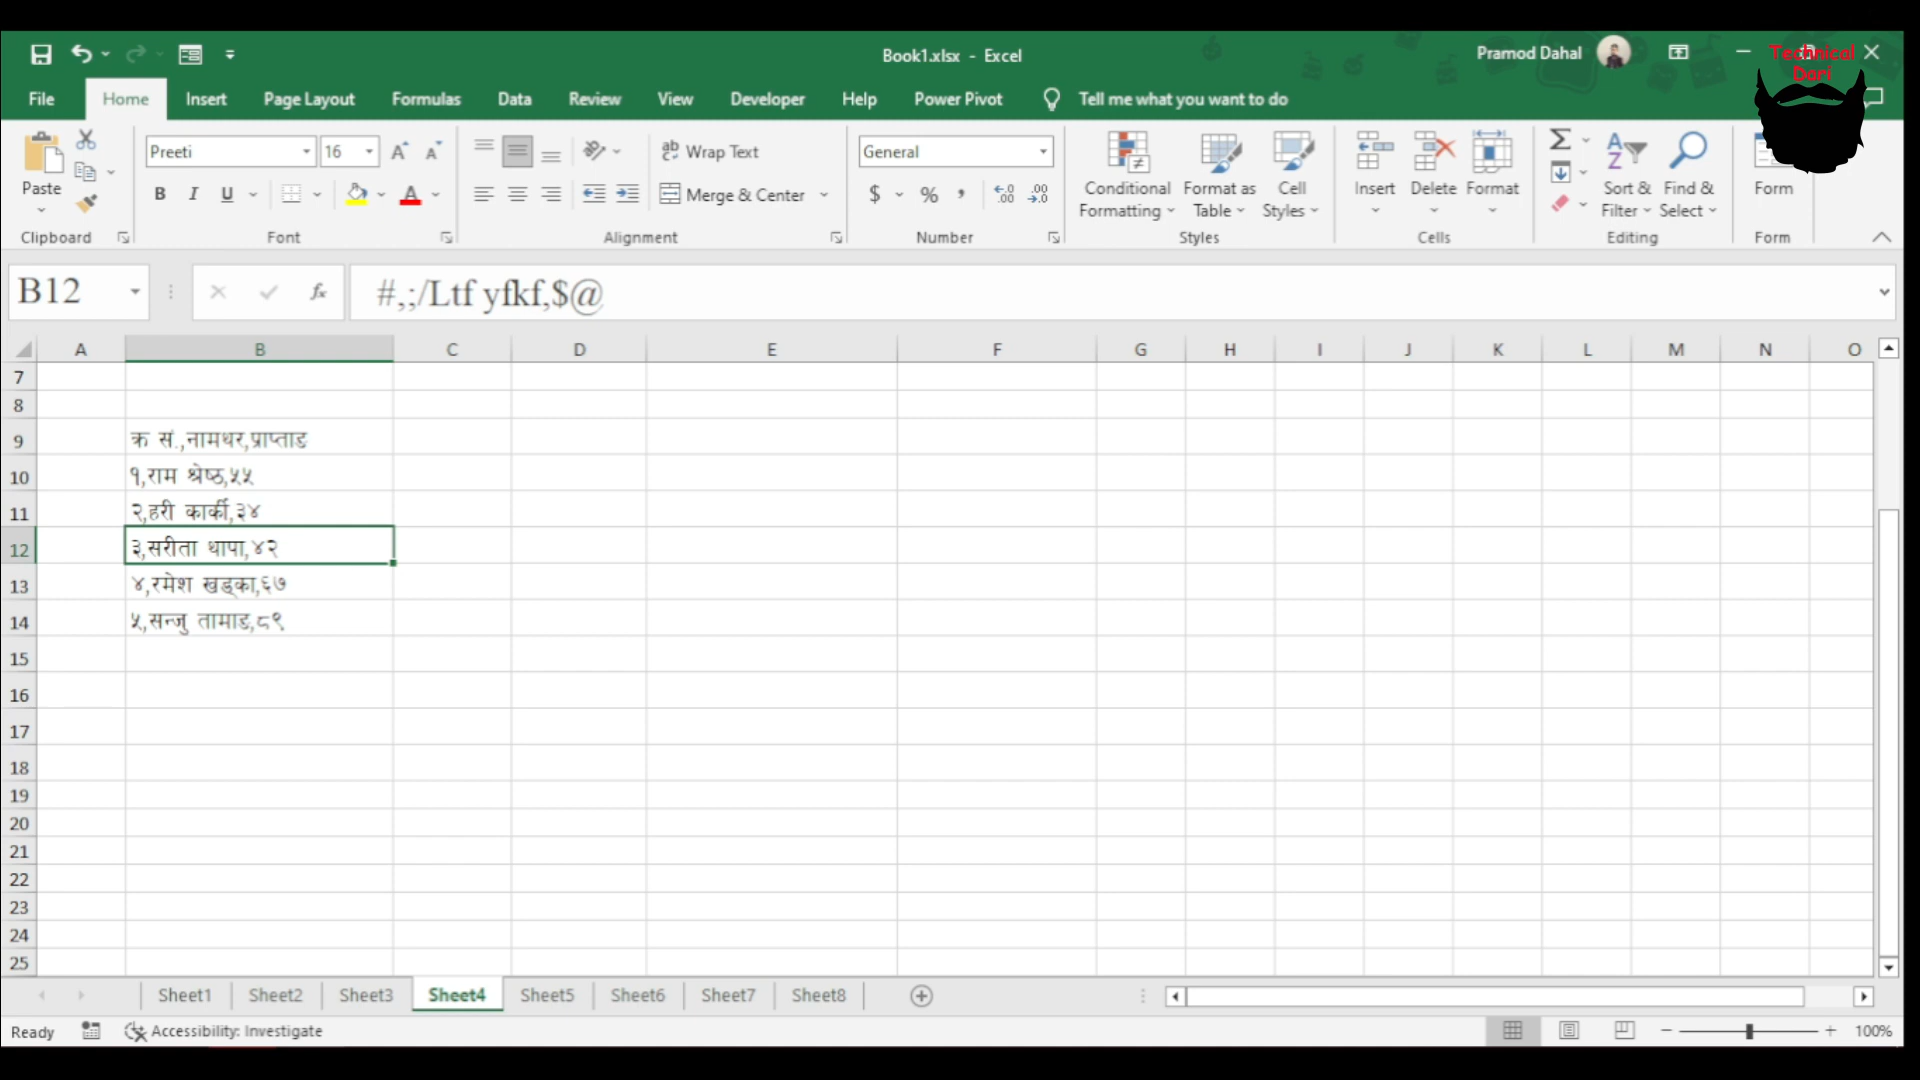 Book1.xlsx - Excel
Pramod Dahal
Technical
Dari
File Home Insert Page Layout Formulas Data Review View Developer Help Power Pivot Tell me what you want to do
Preeti 16
Wrap Text
General
Paste
B I U
Merge & Center
$ % ,
Conditional Formatting
Format as Table
Cell Styles
Insert Delete Format
Sort & Filter
Find & Select
Form
Clipboard Font Alignment Number Styles Cells Editing Form
B12 fx #,;/Ltf yfkf,$@
A B C D E F G H I J K L M N O
7
8
9 क्र सं.,नामथर,प्राप्ताड
10 १,राम श्रेष्ठ,५५
11 २,हरी कार्की,३४
12 ३,सरीता थापा,४२
13 ४,रमेश खड्का,६७
14 ५,सन्जु तामाड,८९
15
16
17
18
19
20
21
22
23
24
25
Sheet1 Sheet2 Sheet3 Sheet4 Sheet5 Sheet6 Sheet7 Sheet8
Ready Accessibility: Investigate 100%